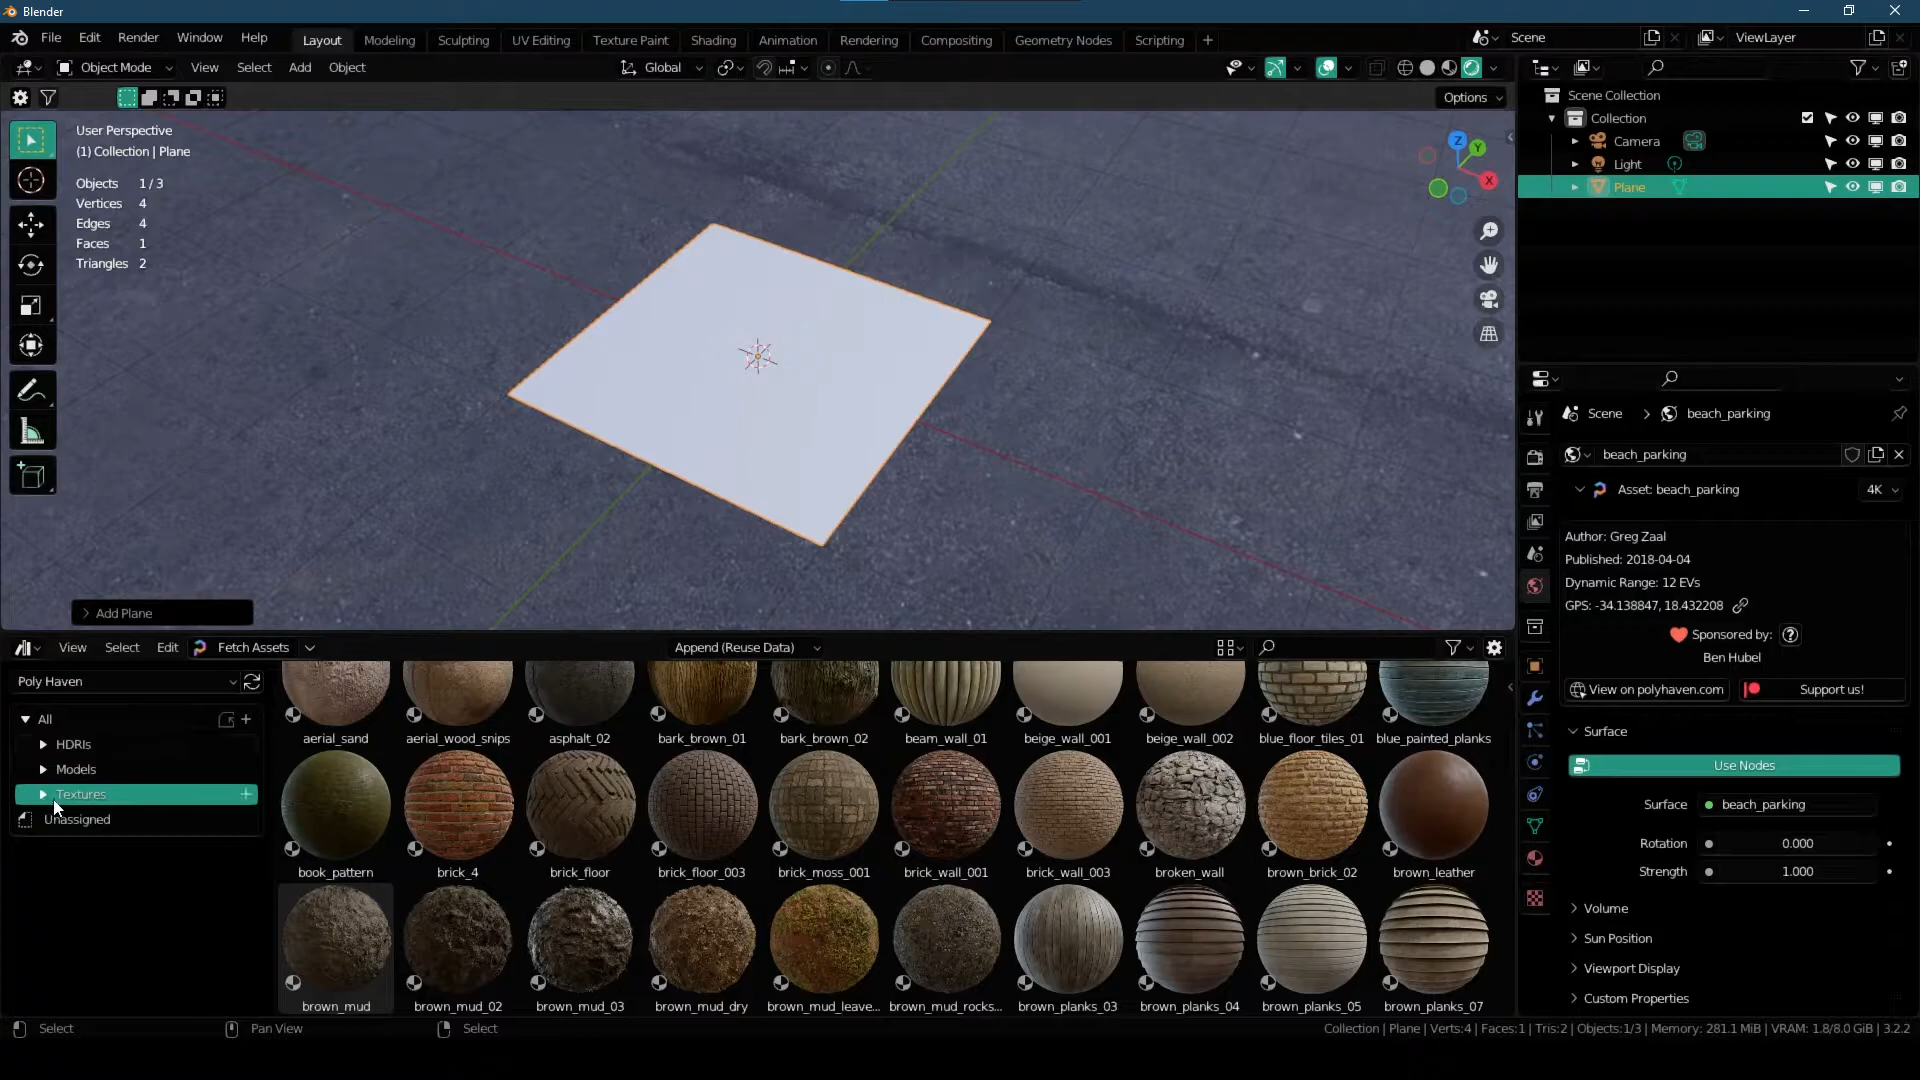 Blender
File Edit Render Window Help Layout Modeling Sculpting UV Editing Texture Paint Shading Animation Rendering Compositing Geometry Nodes Scripting + Scene ViewLayer
Object Mode View Select Add Object Global
Options
User Perspective
(1) Collection | Plane
Objects 1 / 3
Vertices 4
Edges 4
Faces 1
Triangles 2
Z
Y
X
Add Plane
Scene Collection
Collection
Camera
Light
Plane
Scene > beach_parking
beach_parking
Asset: beach_parking 4K
Author: Greg Zaal
Published: 2018-04-04
Dynamic Range: 12 EVs
GPS: -34.138847, 18.432208
Sponsored by:
Ben Hubel
View on polyhaven.com Support us!
Surface
Use Nodes
Surface beach_parking
Rotation 0.000
Strength 1.000
Volume
Sun Position
Viewport Display
Custom Properties
View Select Edit Fetch Assets Append (Reuse Data)
Poly Haven
All
HDRIs
Models
Textures
Unassigned
aerial_sand aerial_wood_snips asphalt_02 bark_brown_01 bark_brown_02 beam_wall_01 beige_wall_001 beige_wall_002 blue_floor_tiles_01 blue_painted_planks
book_pattern brick_4 brick_floor brick_floor_003 brick_moss_001 brick_wall_001 brick_wall_003 broken_wall brown_brick_02 brown_leather
brown_mud brown_mud_02 brown_mud_03 brown_mud_dry brown_mud_leave... brown_mud_rocks... brown_planks_03 brown_planks_04 brown_planks_05 brown_planks_07
Select Pan View Select Collection | Plane | Verts:4 | Faces:1 | Tris:2 | Objects:1/3 | Memory: 281.1 MiB | VRAM: 1.8/8.0 GiB | 3.2.2